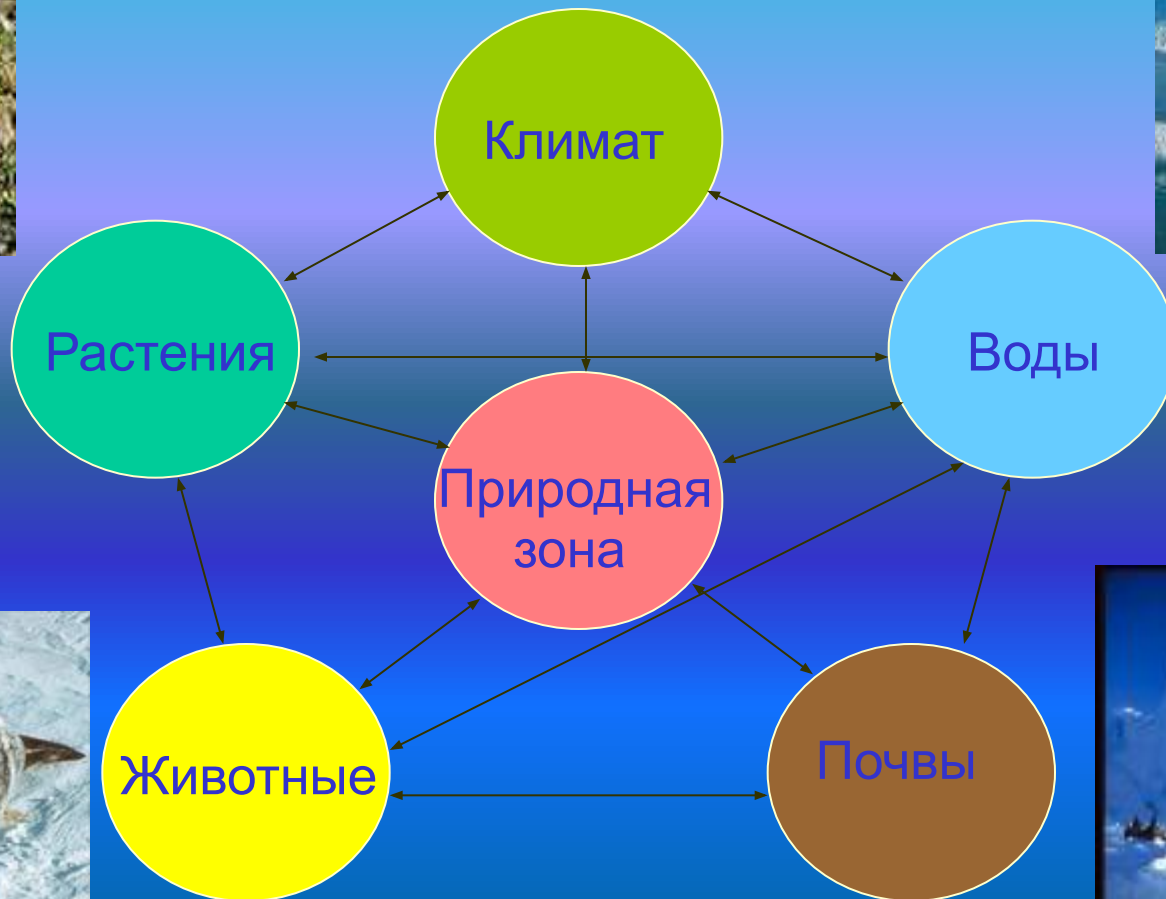 Климат
Растения
Воды
Природная
зона
Животные
Почвы